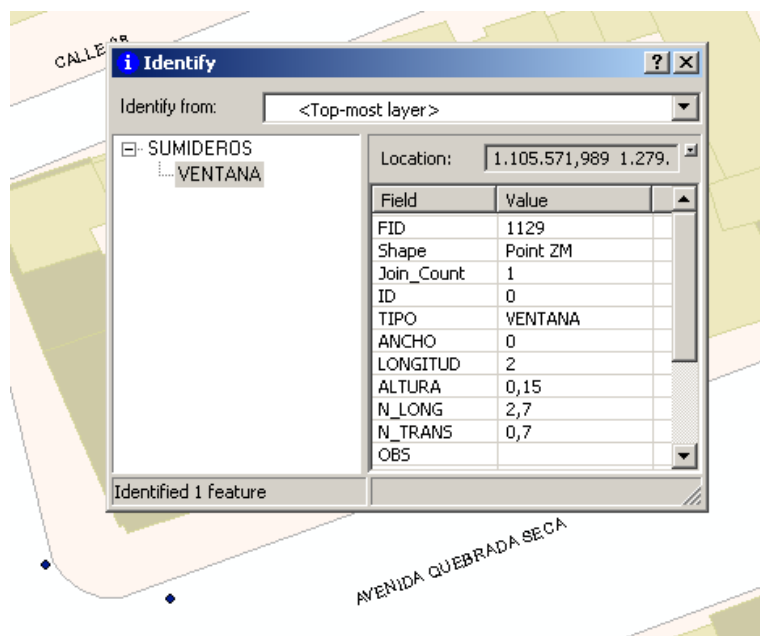 CALLE
Identify
Identify from: <Top-most layer>
SUMIDEROS
VENTANA
Location: 1.105.571,989 1.279.
Field Value
FID 1129
Shape Point ZM
Join_Count 1
ID 0
TIPO VENTANA
ANCHO 0
LONGITUD 2
ALTURA 0,15
N_LONG 2,7
N_TRANS 0,7
OBS
Identified 1 feature
AVENIDA QUEBRADA SECA